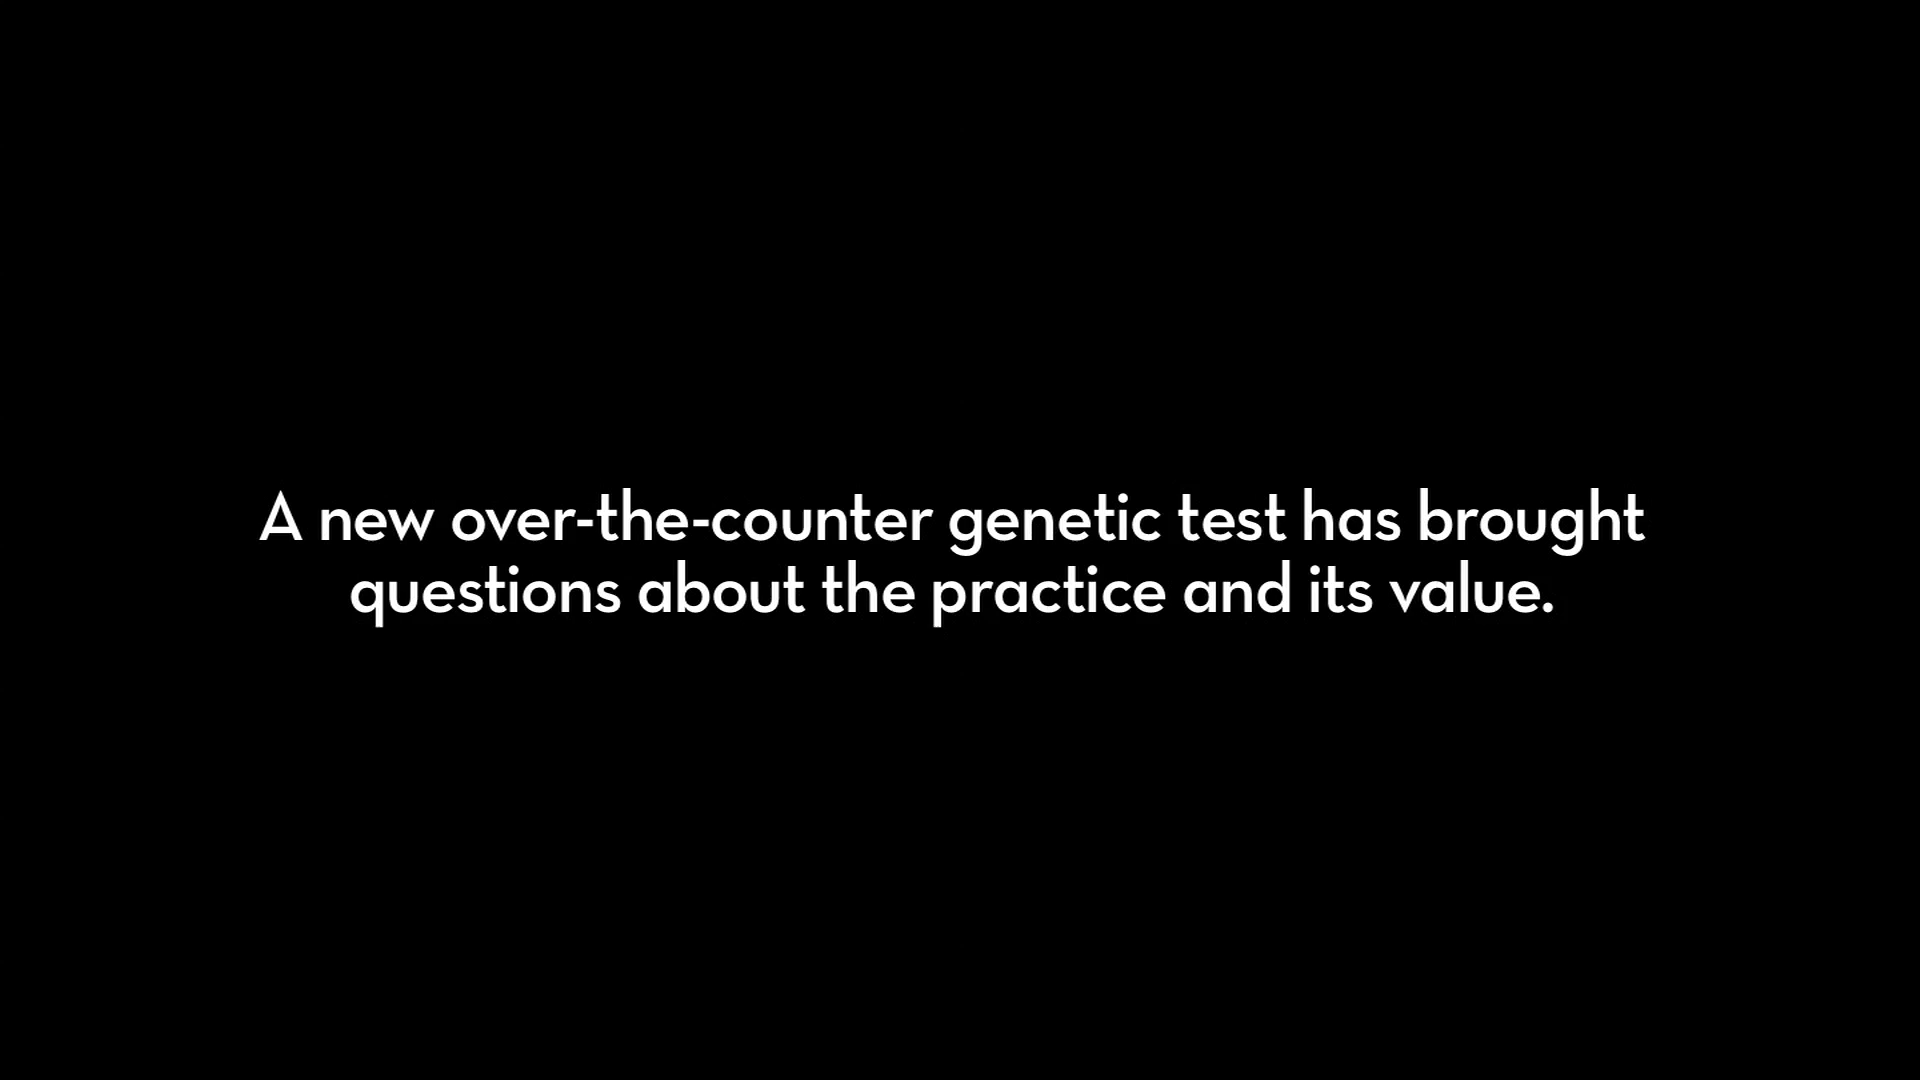 A new over-the-counter genetic test has brought
questions about the practice and its value.